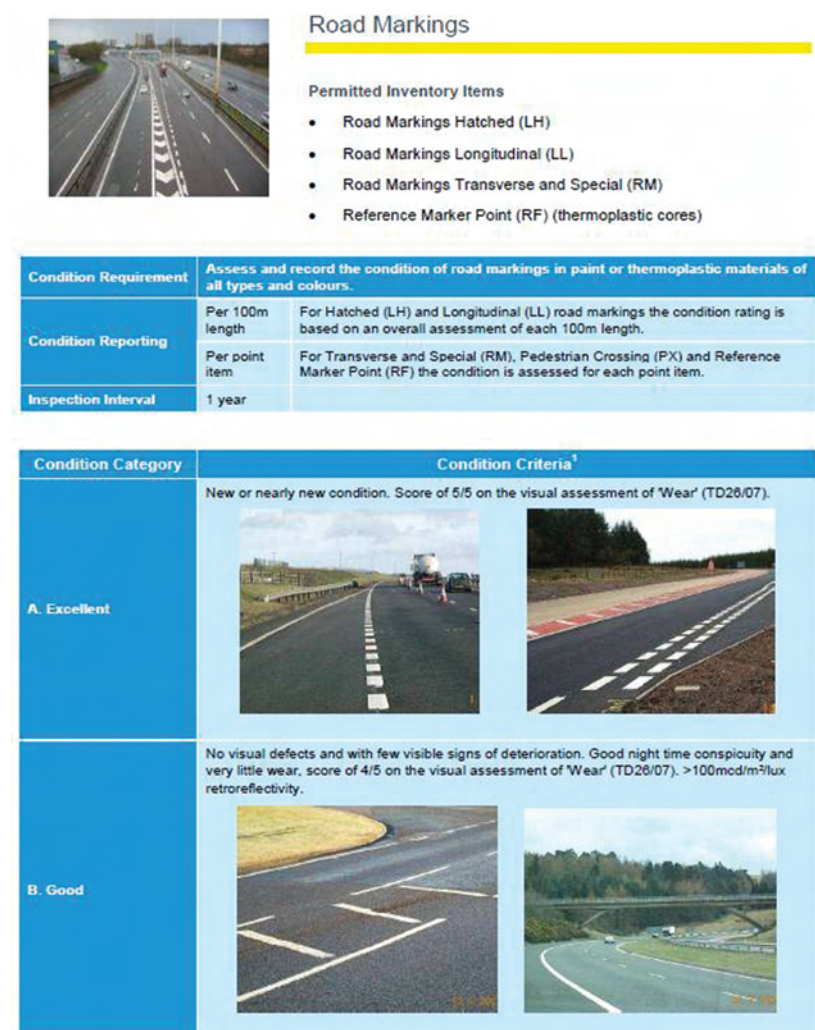 Road Markings
Permitted Inventory Items
• Road Markings Hatched (LH)
• Road Markings Longitudinal (LL)
• Road Markings Transverse and Special (RM)
• Reference Marker Point (RF) (thermoplastic cores)
Condition Requirement
Assess and record the condition of road markings in paint or thermoplastic materials of
all types and colours.
Condition Reporting
Per 100m
length
For Hatched (LH) and Longitudinal (LL) road markings the condition rating is
based on an overall assessment of each 100m length.
Per point
item
For Transverse and Special (RM), Pedestrian Crossing (PX) and Reference
Marker Point (RF) the condition is assessed for each point item.
Inspection Interval
1 year
Condition Category
Condition Criteria¹
A. Excellent
New or nearly new condition. Score of 5/5 on the visual assessment of 'Wear' (TD26/07).
B. Good
No visual defects and with few visible signs of deterioration. Good night time conspicuity and
very little wear, score of 4/5 on the visual assessment of 'Wear' (TD26/07). >100mcd/m²/lux
retroreflectivity.